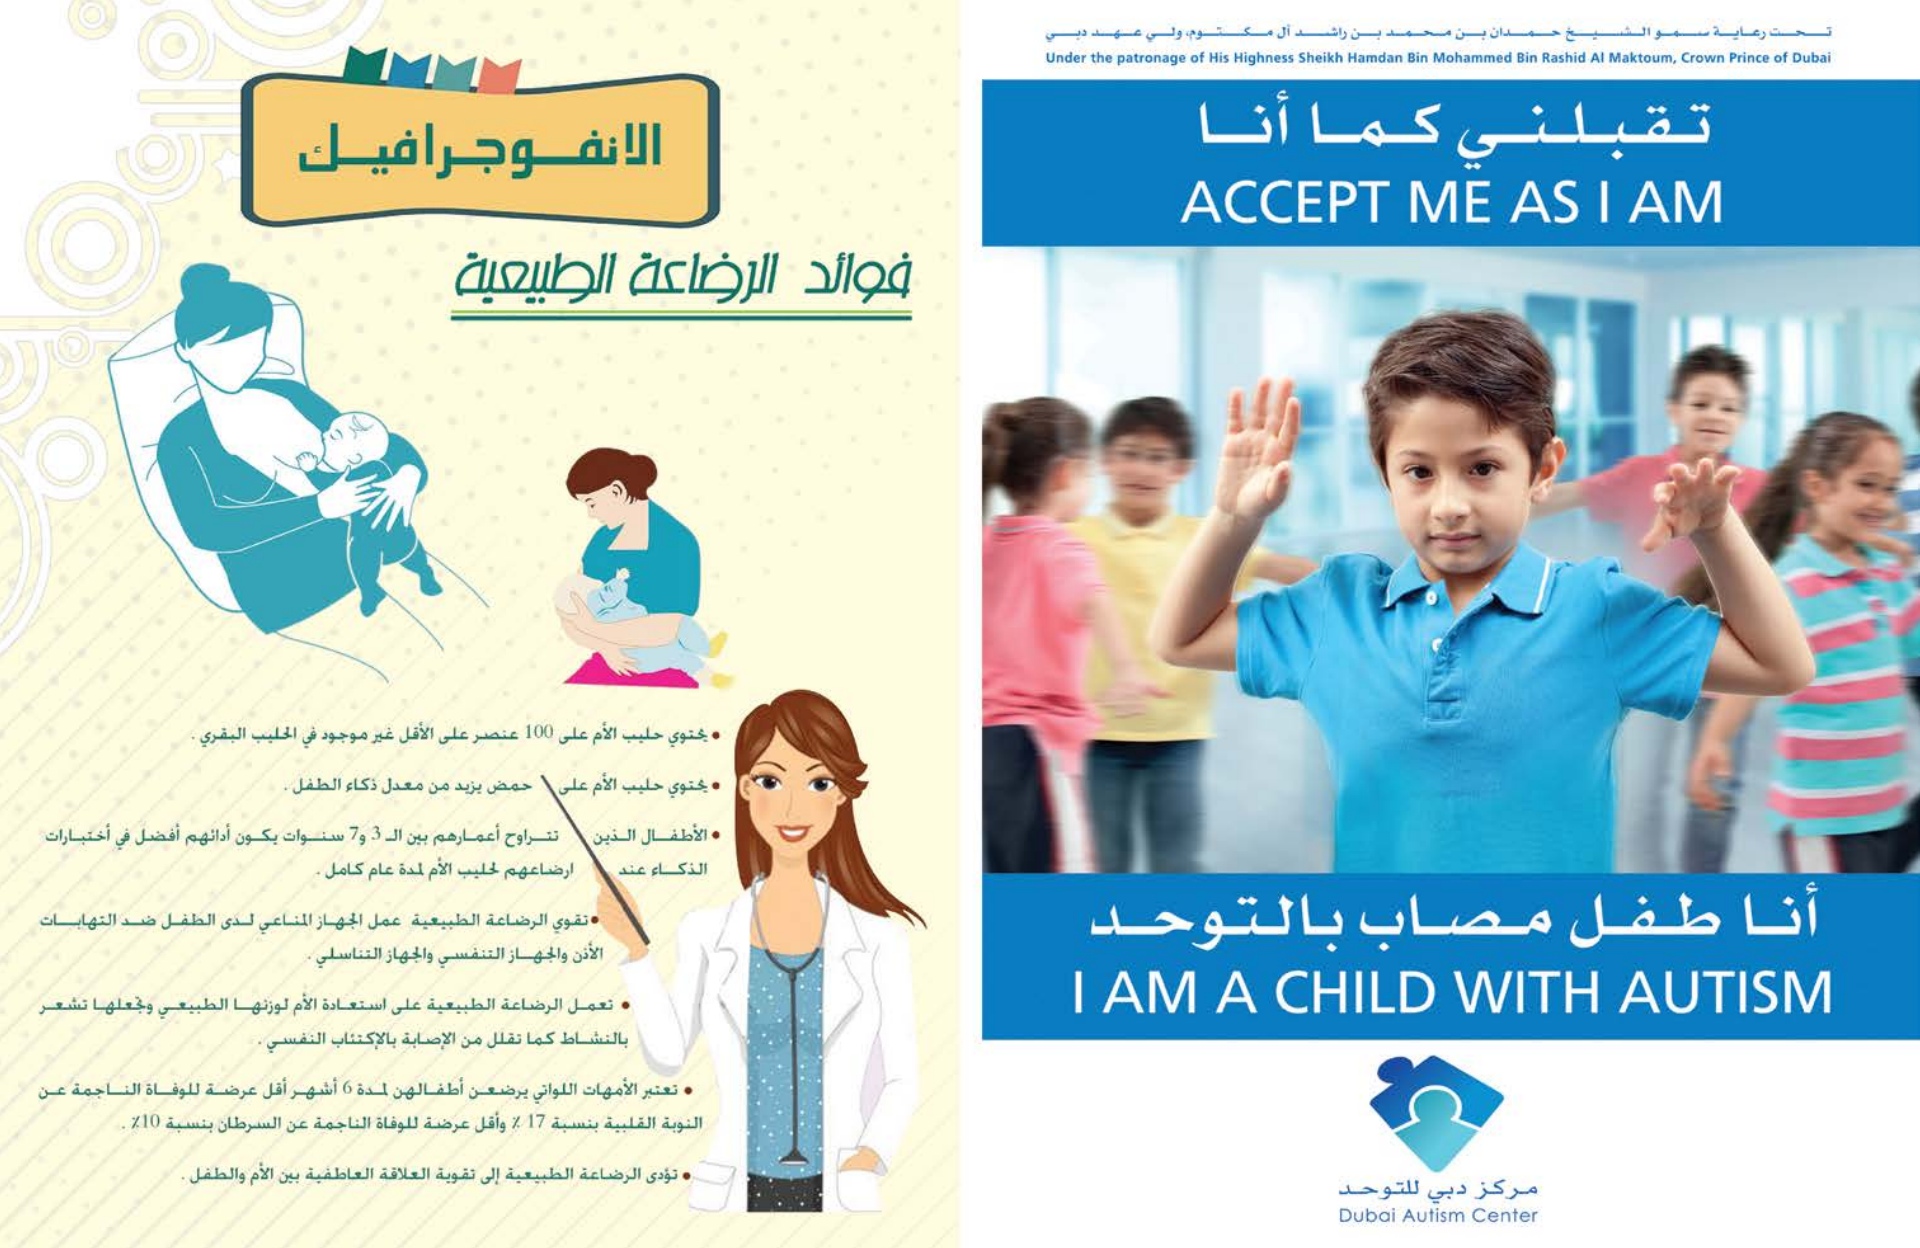 الانفوجرافيك
فوائد الرضاعة الطبيعية
• يحتوي حليب الأم على 100 عنصر على الأقل غير موجود في الحليب البقري .
• يحتوي حليب الأم على حمض يزيد من معدل ذكاء الطفل .
• الأطفال الذين تتراوح أعمارهم بين الـ 3 و7 سنوات يكون أدائهم أفضل في أختبارات
الذكاء عند ارضاعهم لحليب الأم لمدة عام كامل .
• تقوي الرضاعة الطبيعية عمل الجهاز المناعي لدى الطفل ضد التهابات
الأذن والجهاز التنفسي والجهاز التناسلي .
• تعمل الرضاعة الطبيعية على استعادة الأم لوزنها الطبيعي وتجعلها تشعر
بالنشاط كما تقلل من الإصابة بالإكتئاب النفسي .
• تعتبر الأمهات اللواتي يرضعن أطفالهن لمدة 6 أشهر أقل عرضة للوفاة الناجمة عن
النوبة القلبية بنسبة 17 ٪ وأقل عرضة للوفاة الناجمة عن السرطان بنسبة 10٪ .
• تؤدى الرضاعة الطبيعية إلى تقوية العلاقة العاطفية بين الأم والطفل .
تحت رعاية سمو الشيخ حمدان بن محمد بن راشد آل مكتوم، ولي عهد دبي
Under the patronage of His Highness Sheikh Hamdan Bin Mohammed Bin Rashid Al Maktoum, Crown Prince of Dubai
تقبلني كما أنا
ACCEPT ME AS I AM
أنا طفل مصاب بالتوحد
I AM A CHILD WITH AUTISM
مركز دبي للتوحد
Dubai Autism Center